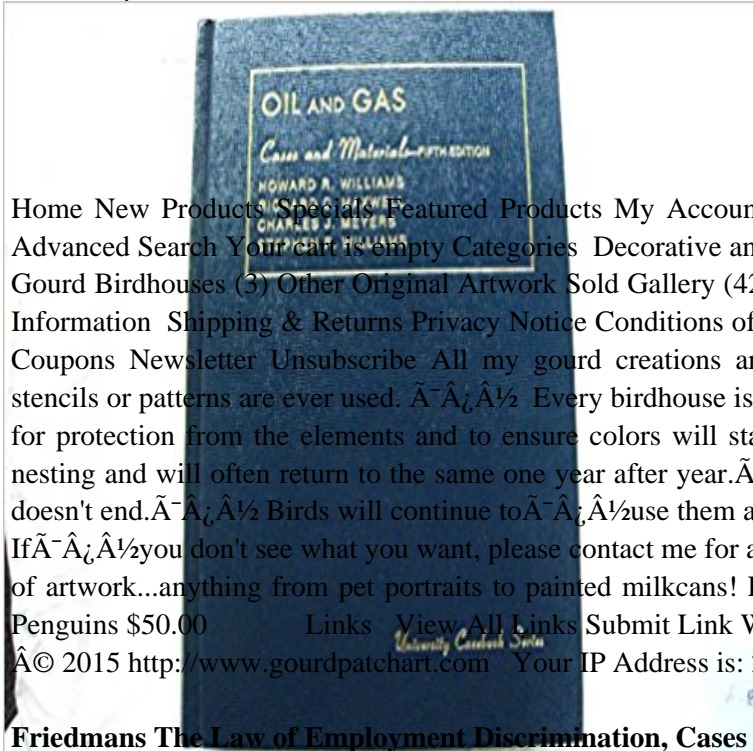 OIL AND GAS
Cases and Materials—FIFTH EDITION
HOWARD R. WILLIAMS
CHARLES J. MEYERS
Home New Products Specials Featured Products My Accoun
Advanced Search Your cart is empty Categories Decorative an
Gourd Birdhouses (3) Other Original Artwork Sold Gallery (42
Information Shipping & Returns Privacy Notice Conditions of
Coupons Newsletter Unsubscribe All my gourd creations ar
stencils or patterns are ever used. Ã¯Â¿Â½ Every birdhouse is
for protection from the elements and to ensure colors will sta
nesting and will often return to the same one year after year.Ã
doesn't end.Ã¯Â¿Â½ Birds will continue toÃ¯Â¿Â½use them a
IfÃ¯Â¿Â½you don't see what you want, please contact me for a
of artwork...anything from pet portraits to painted milkcans!
Penguins $50.00 Links View All Links Submit Link W
University Casebook Series
Â© 2015 http://www.gourdpatchart.com Your IP Address is:
Friedmans The Law of Employment Discrimination, Cases